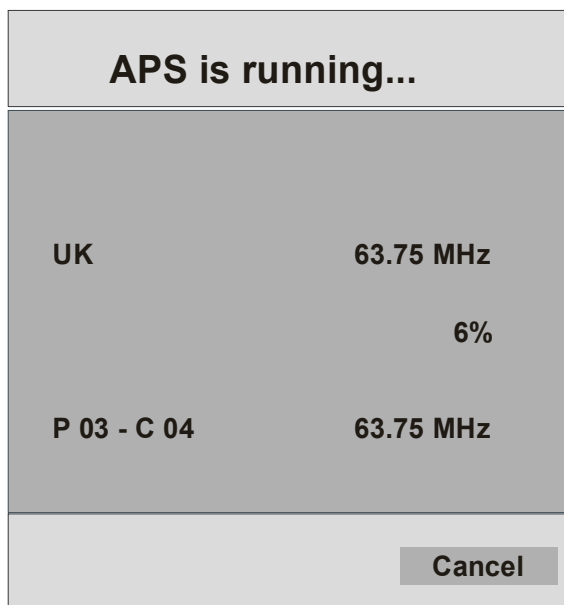 APS is running...
UK 63.75 MHz
6%
P 03 - C 04 63.75 MHz
Cancel